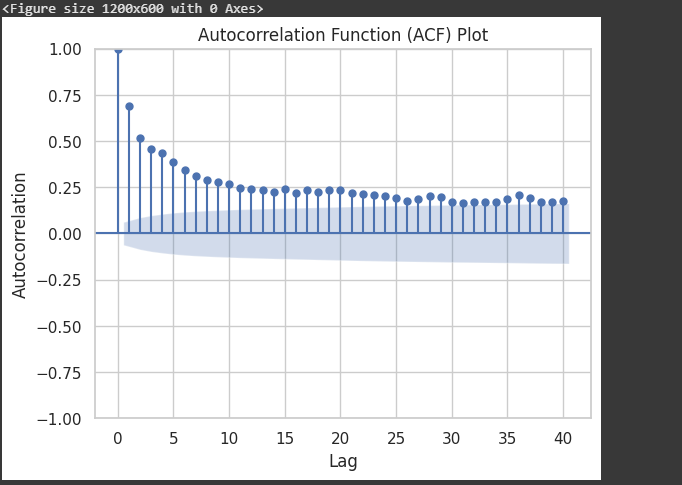 <Figure size 1200x600 with 0 Axes>
Autocorrelation Function (ACF) Plot
1.00
0.75
0.50
0.25
0.00
−0.25
−0.50
−0.75
−1.00
Autocorrelation
0 5 10 15 20 25 30 35 40
Lag